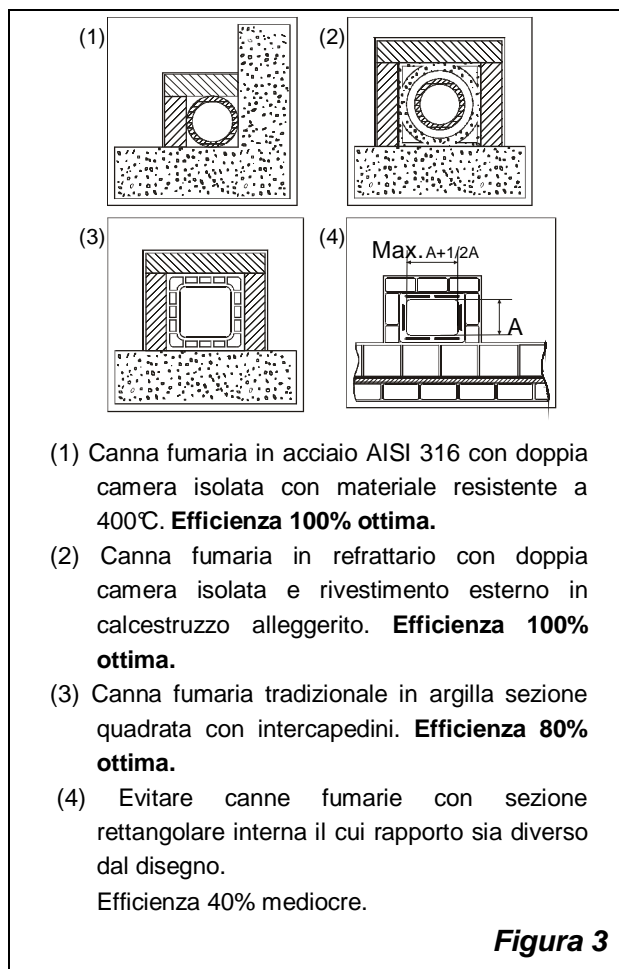 (1)
(2)
(3)
(4)
Max. A+1/2A
A
(1) Canna fumaria in acciaio AISI 316 con doppia
camera isolata con materiale resistente a
400°C. Efficienza 100% ottima.
(2) Canna fumaria in refrattario con doppia
camera isolata e rivestimento esterno in
calcestruzzo alleggerito. Efficienza 100%
ottima.
(3) Canna fumaria tradizionale in argilla sezione
quadrata con intercapedini. Efficienza 80%
ottima.
(4) Evitare canne fumarie con sezione
rettangolare interna il cui rapporto sia diverso
dal disegno.
Efficienza 40% mediocre.
Figura 3